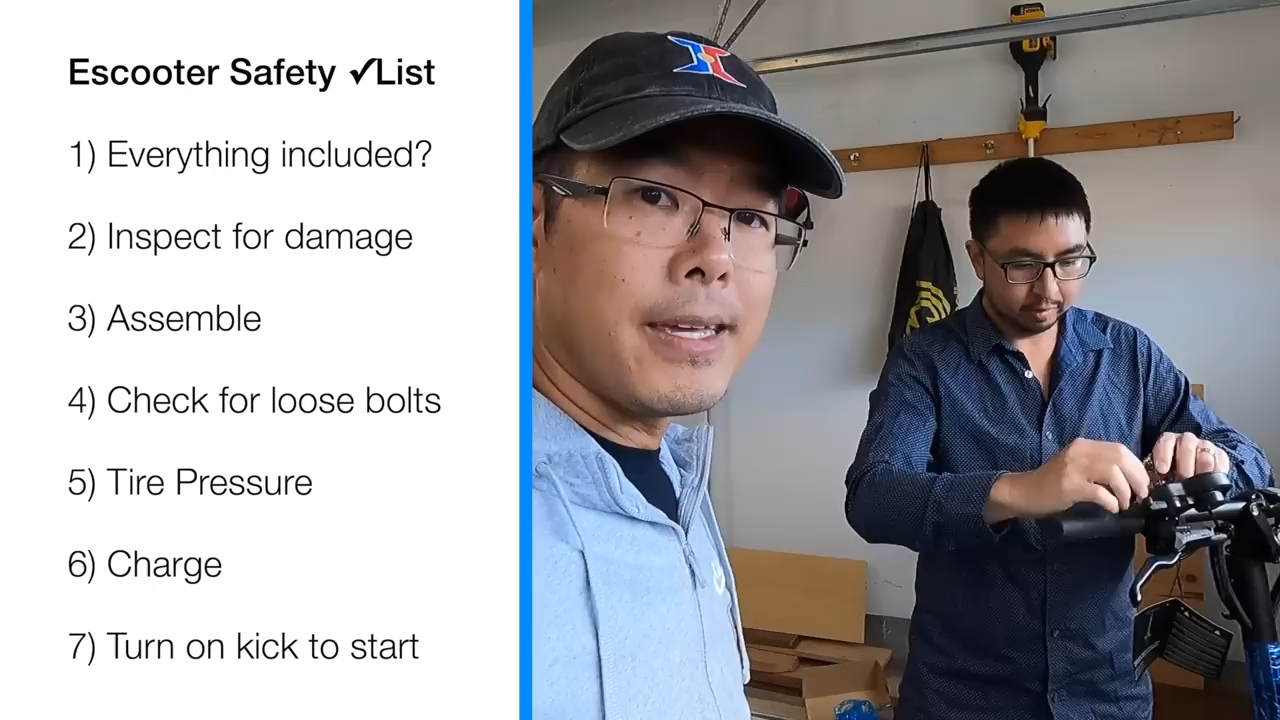 Escooter Safety ✓List
1) Everything included?
2) Inspect for damage
3) Assemble
4) Check for loose bolts
5) Tire Pressure
6) Charge
7) Turn on kick to start